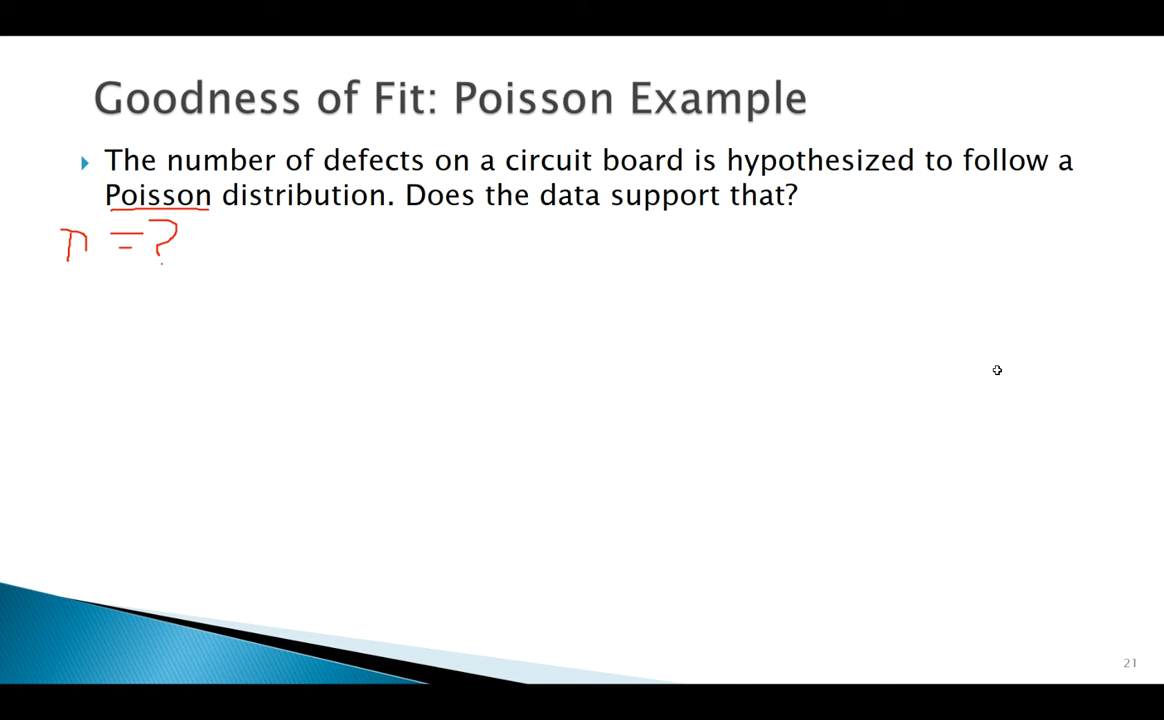 Goodness of Fit: Poisson Example
The number of defects on a circuit board is hypothesized to follow a
Poisson distribution. Does the data support that?
n = ?
21